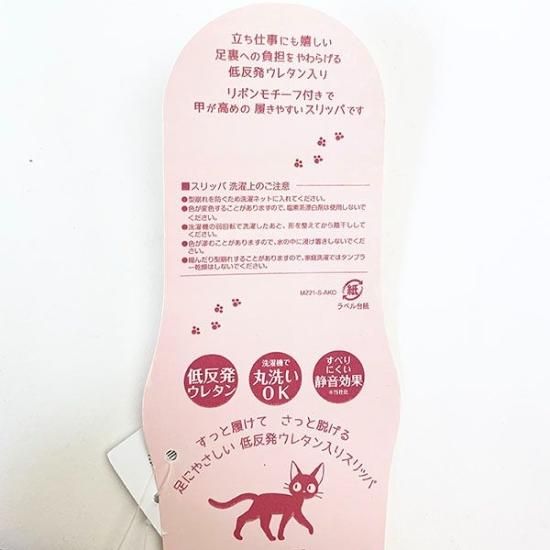 立ち仕事にも嬉しい
足裏への負担をやわらげる
低反発ウレタン入り
リボンモチーフ付きで
甲が高めの 履きやすいスリッパです
■スリッパ 洗濯上のご注意
●型崩れを防ぐため洗濯ネットに入れてください。
●色が変色することがありますので、塩素系漂白剤は使用しないで
ください。
●洗濯機の弱回転で洗濯したあと、形を整えてから陰干しして
ください。
●色が滲むことがありますので、水の中に浸け置きしないでくだ
さい。
●縮んだり型崩れすることがありますので、家庭洗濯ではタンブラ
ー乾燥はしないでください。
MZ21-S-AKO
紙
ラベル台紙
低反発
ウレタン
洗濯機で
丸洗い
OK
すべり
にくい
静音効果
※当社比
すっと履けて さっと脱げる
足にやさしい 低反発ウレタン入りスリッパ